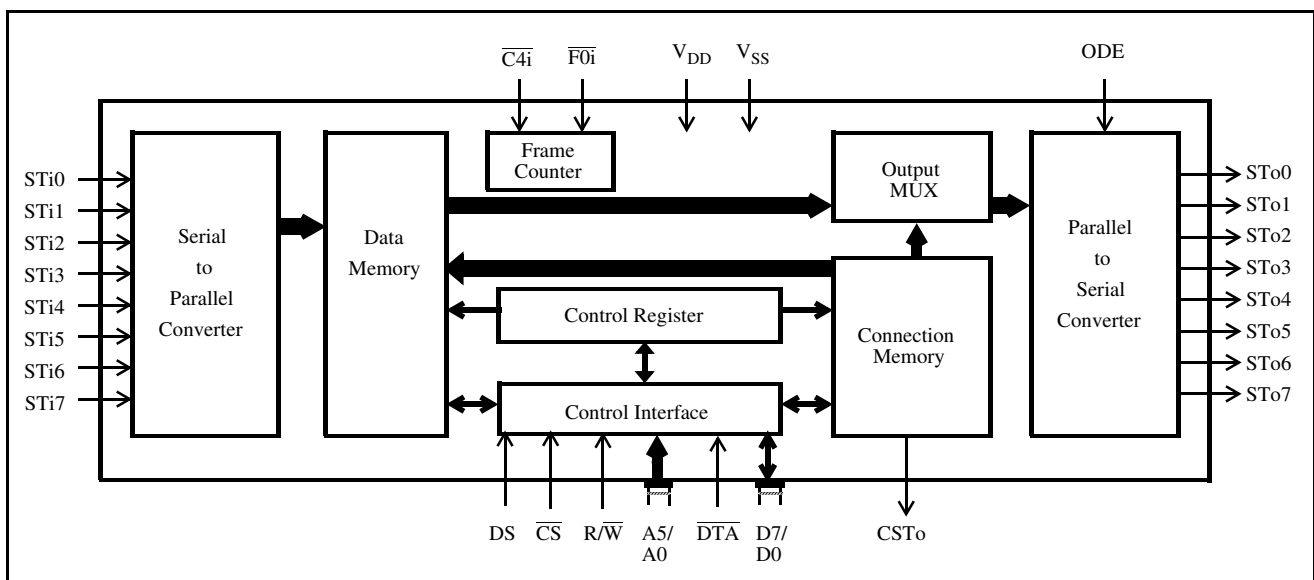 C4i
F0i
VDD
VSS
ODE
STi0
STi1
STi2
STi3
STi4
STi5
STi6
STi7
Serial
to
Parallel
Converter
Data
Memory
Frame
Counter
Output
MUX
Control Register
Control Interface
Connection
Memory
Parallel
to
Serial
Converter
STo0
STo1
STo2
STo3
STo4
STo5
STo6
STo7
DS
CS
R/W
A5/
A0
DTA
D7/
D0
CSTo